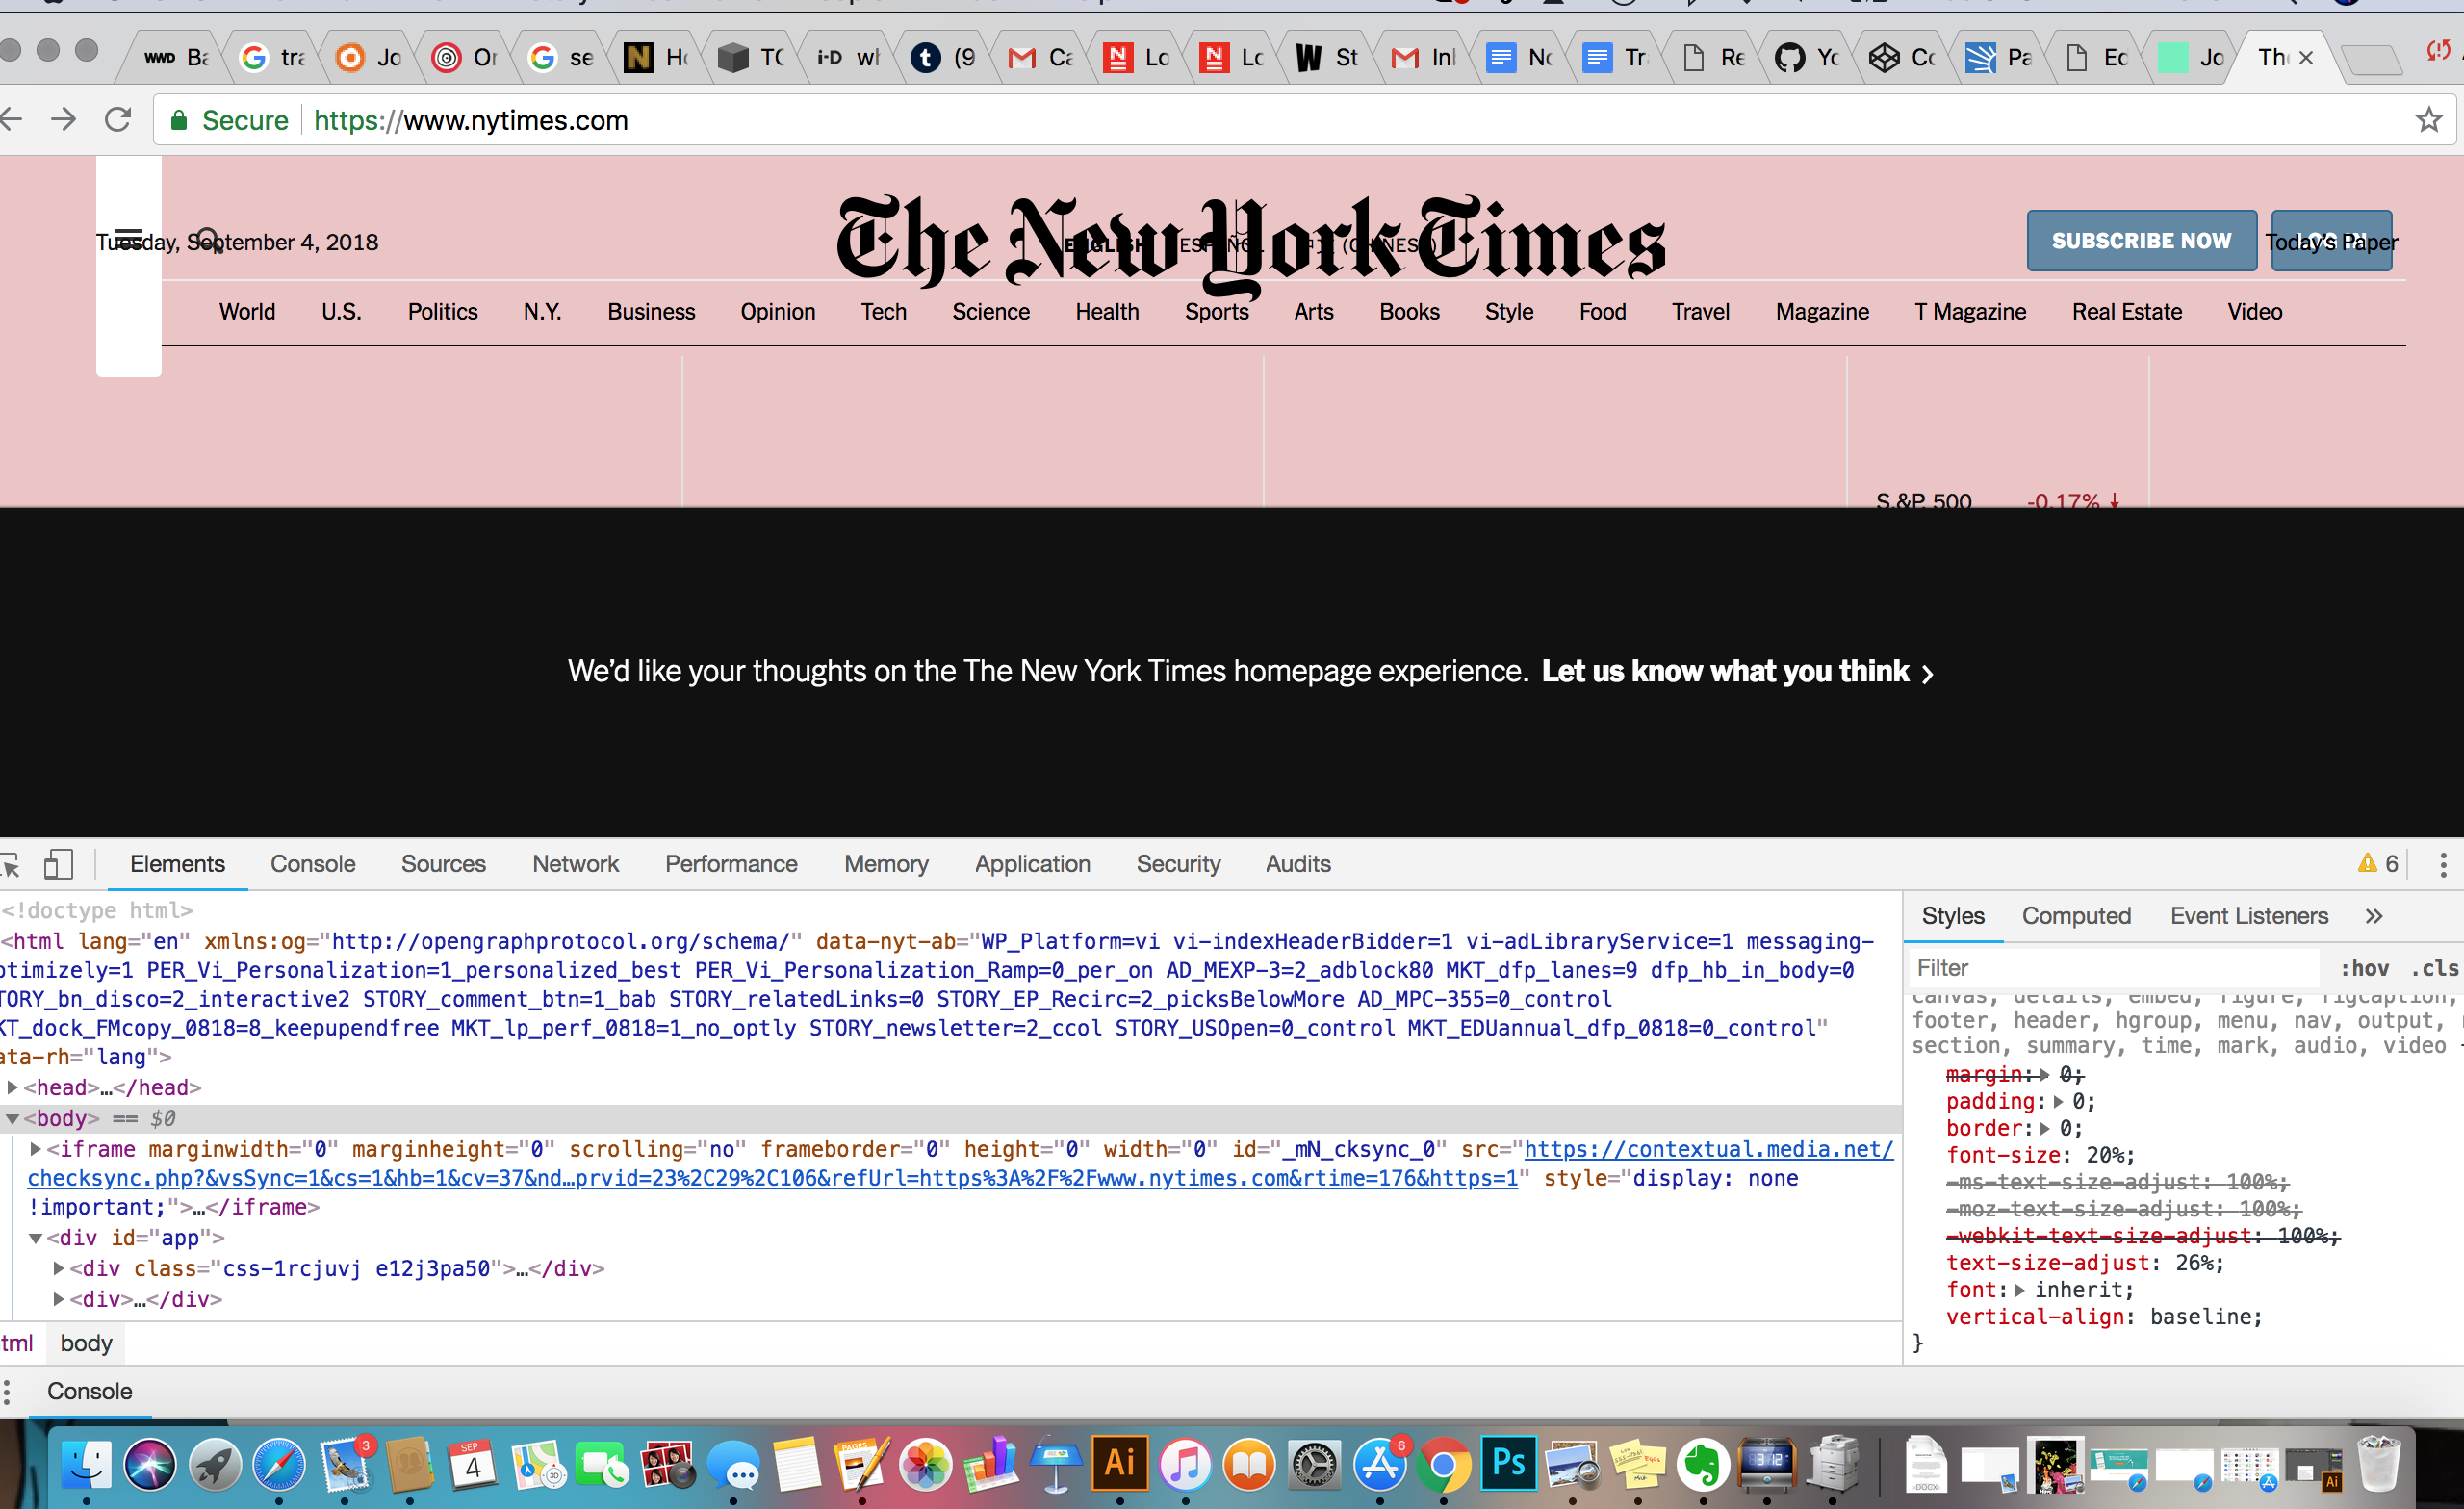 WWD Ba
tra
Jo
Or
se
N Ho
TO
i-D wh
t (9
Ca
Lo
Lo
W St
In
No
Tr
Re
Yo
Co
Pa
Ed
Jo
The
Secure https://www.nytimes.com
Tuesday, September 4, 2018
The New York Times
ENGLISH ESPAÑOL 中文 (CHINESE)
SUBSCRIBE NOW
LOG IN
Today's Paper
World U.S. Politics N.Y. Business Opinion Tech Science Health Sports Arts Books Style Food Travel Magazine T Magazine Real Estate Video
S.&P. 500 -0.17% ↓
We’d like your thoughts on the The New York Times homepage experience. Let us know what you think ›
Elements Console Sources Network Performance Memory Application Security Audits 6
<!doctype html>
<html lang="en" xmlns:og="http://opengraphprotocol.org/schema/" data-nyt-ab="WP_Platform=vi vi-indexHeaderBidder=1 vi-adLibraryService=1 messaging-
ptimizely=1 PER_Vi_Personalization=1_personalized_best PER_Vi_Personalization_Ramp=0_per_on AD_MEXP-3=2_adblock80 MKT_dfp_lanes=9 dfp_hb_in_body=0
TORY_bn_disco=2_interactive2 STORY_comment_btn=1_bab STORY_relatedLinks=0 STORY_EP_Recirc=2_picksBelowMore AD_MPC-355=0_control
KT_dock_FMcopy_0818=8_keepupendfree MKT_lp_perf_0818=1_no_optly STORY_newsletter=2_ccol STORY_USOpen=0_control MKT_EDUannual_dfp_0818=0_control"
ata-rh="lang">
<head>…</head>
<body> == $0
<iframe marginwidth="0" marginheight="0" scrolling="no" frameborder="0" height="0" width="0" id="_mN_cksync_0" src="https://contextual.media.net/
checksync.php?&vsSync=1&cs=1&hb=1&cv=37&nd…prvid=23%2C29%2C106&refUrl=https%3A%2F%2Fwww.nytimes.com&rtime=176&https=1" style="display: none
!important;">…</iframe>
<div id="app">
<div class="css-1rcjuvj e12j3pa50">…</div>
<div>…</div>
tml body
Console
Styles Computed Event Listeners »
Filter :hov .cls
canvas, details, embed, figure, figcaption,
footer, header, hgroup, menu, nav, output,
section, summary, time, mark, audio, video
margin: 0;
padding: 0;
border: 0;
font-size: 20%;
-ms-text-size-adjust: 100%;
-moz-text-size-adjust: 100%;
-webkit-text-size-adjust: 100%;
text-size-adjust: 26%;
font: inherit;
vertical-align: baseline;
}
3
SEP
4
3D
PAGES
Ai
6
Ps
DOCX
Ai